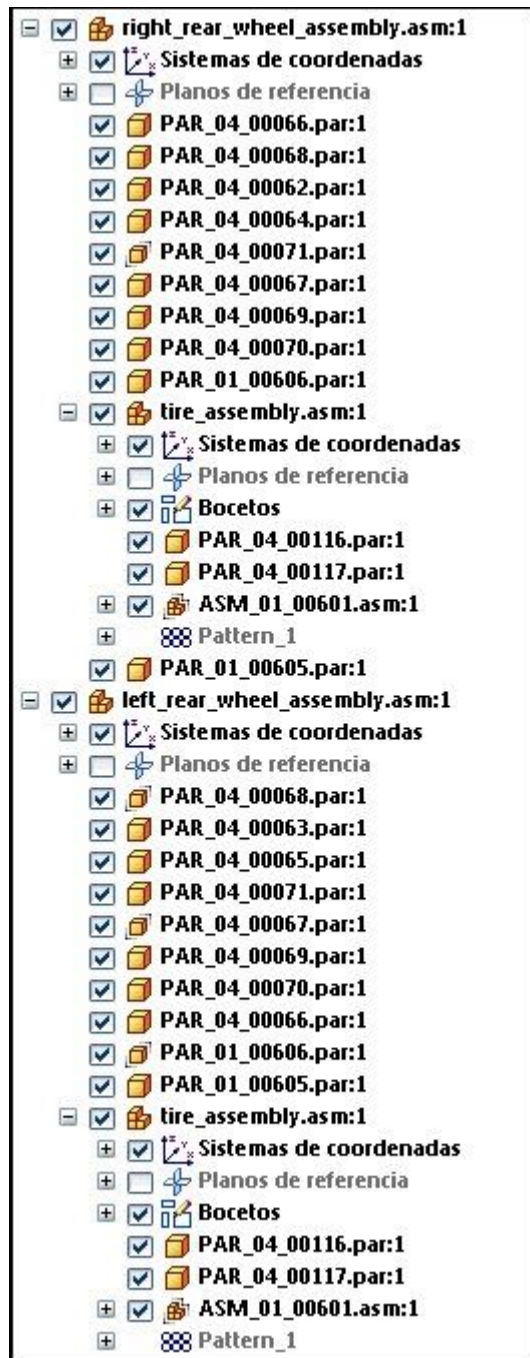 right_rear_wheel_assembly.asm:1
Sistemas de coordenadas
Planos de referencia
PAR_04_00066.par:1
PAR_04_00068.par:1
PAR_04_00062.par:1
PAR_04_00064.par:1
PAR_04_00071.par:1
PAR_04_00067.par:1
PAR_04_00069.par:1
PAR_04_00070.par:1
PAR_01_00606.par:1
tire_assembly.asm:1
Sistemas de coordenadas
Planos de referencia
Bocetos
PAR_04_00116.par:1
PAR_04_00117.par:1
ASM_01_00601.asm:1
Pattern_1
PAR_01_00605.par:1
left_rear_wheel_assembly.asm:1
Sistemas de coordenadas
Planos de referencia
PAR_04_00068.par:1
PAR_04_00063.par:1
PAR_04_00065.par:1
PAR_04_00071.par:1
PAR_04_00067.par:1
PAR_04_00069.par:1
PAR_04_00070.par:1
PAR_04_00066.par:1
PAR_01_00606.par:1
PAR_01_00605.par:1
tire_assembly.asm:1
Sistemas de coordenadas
Planos de referencia
Bocetos
PAR_04_00116.par:1
PAR_04_00117.par:1
ASM_01_00601.asm:1
Pattern_1